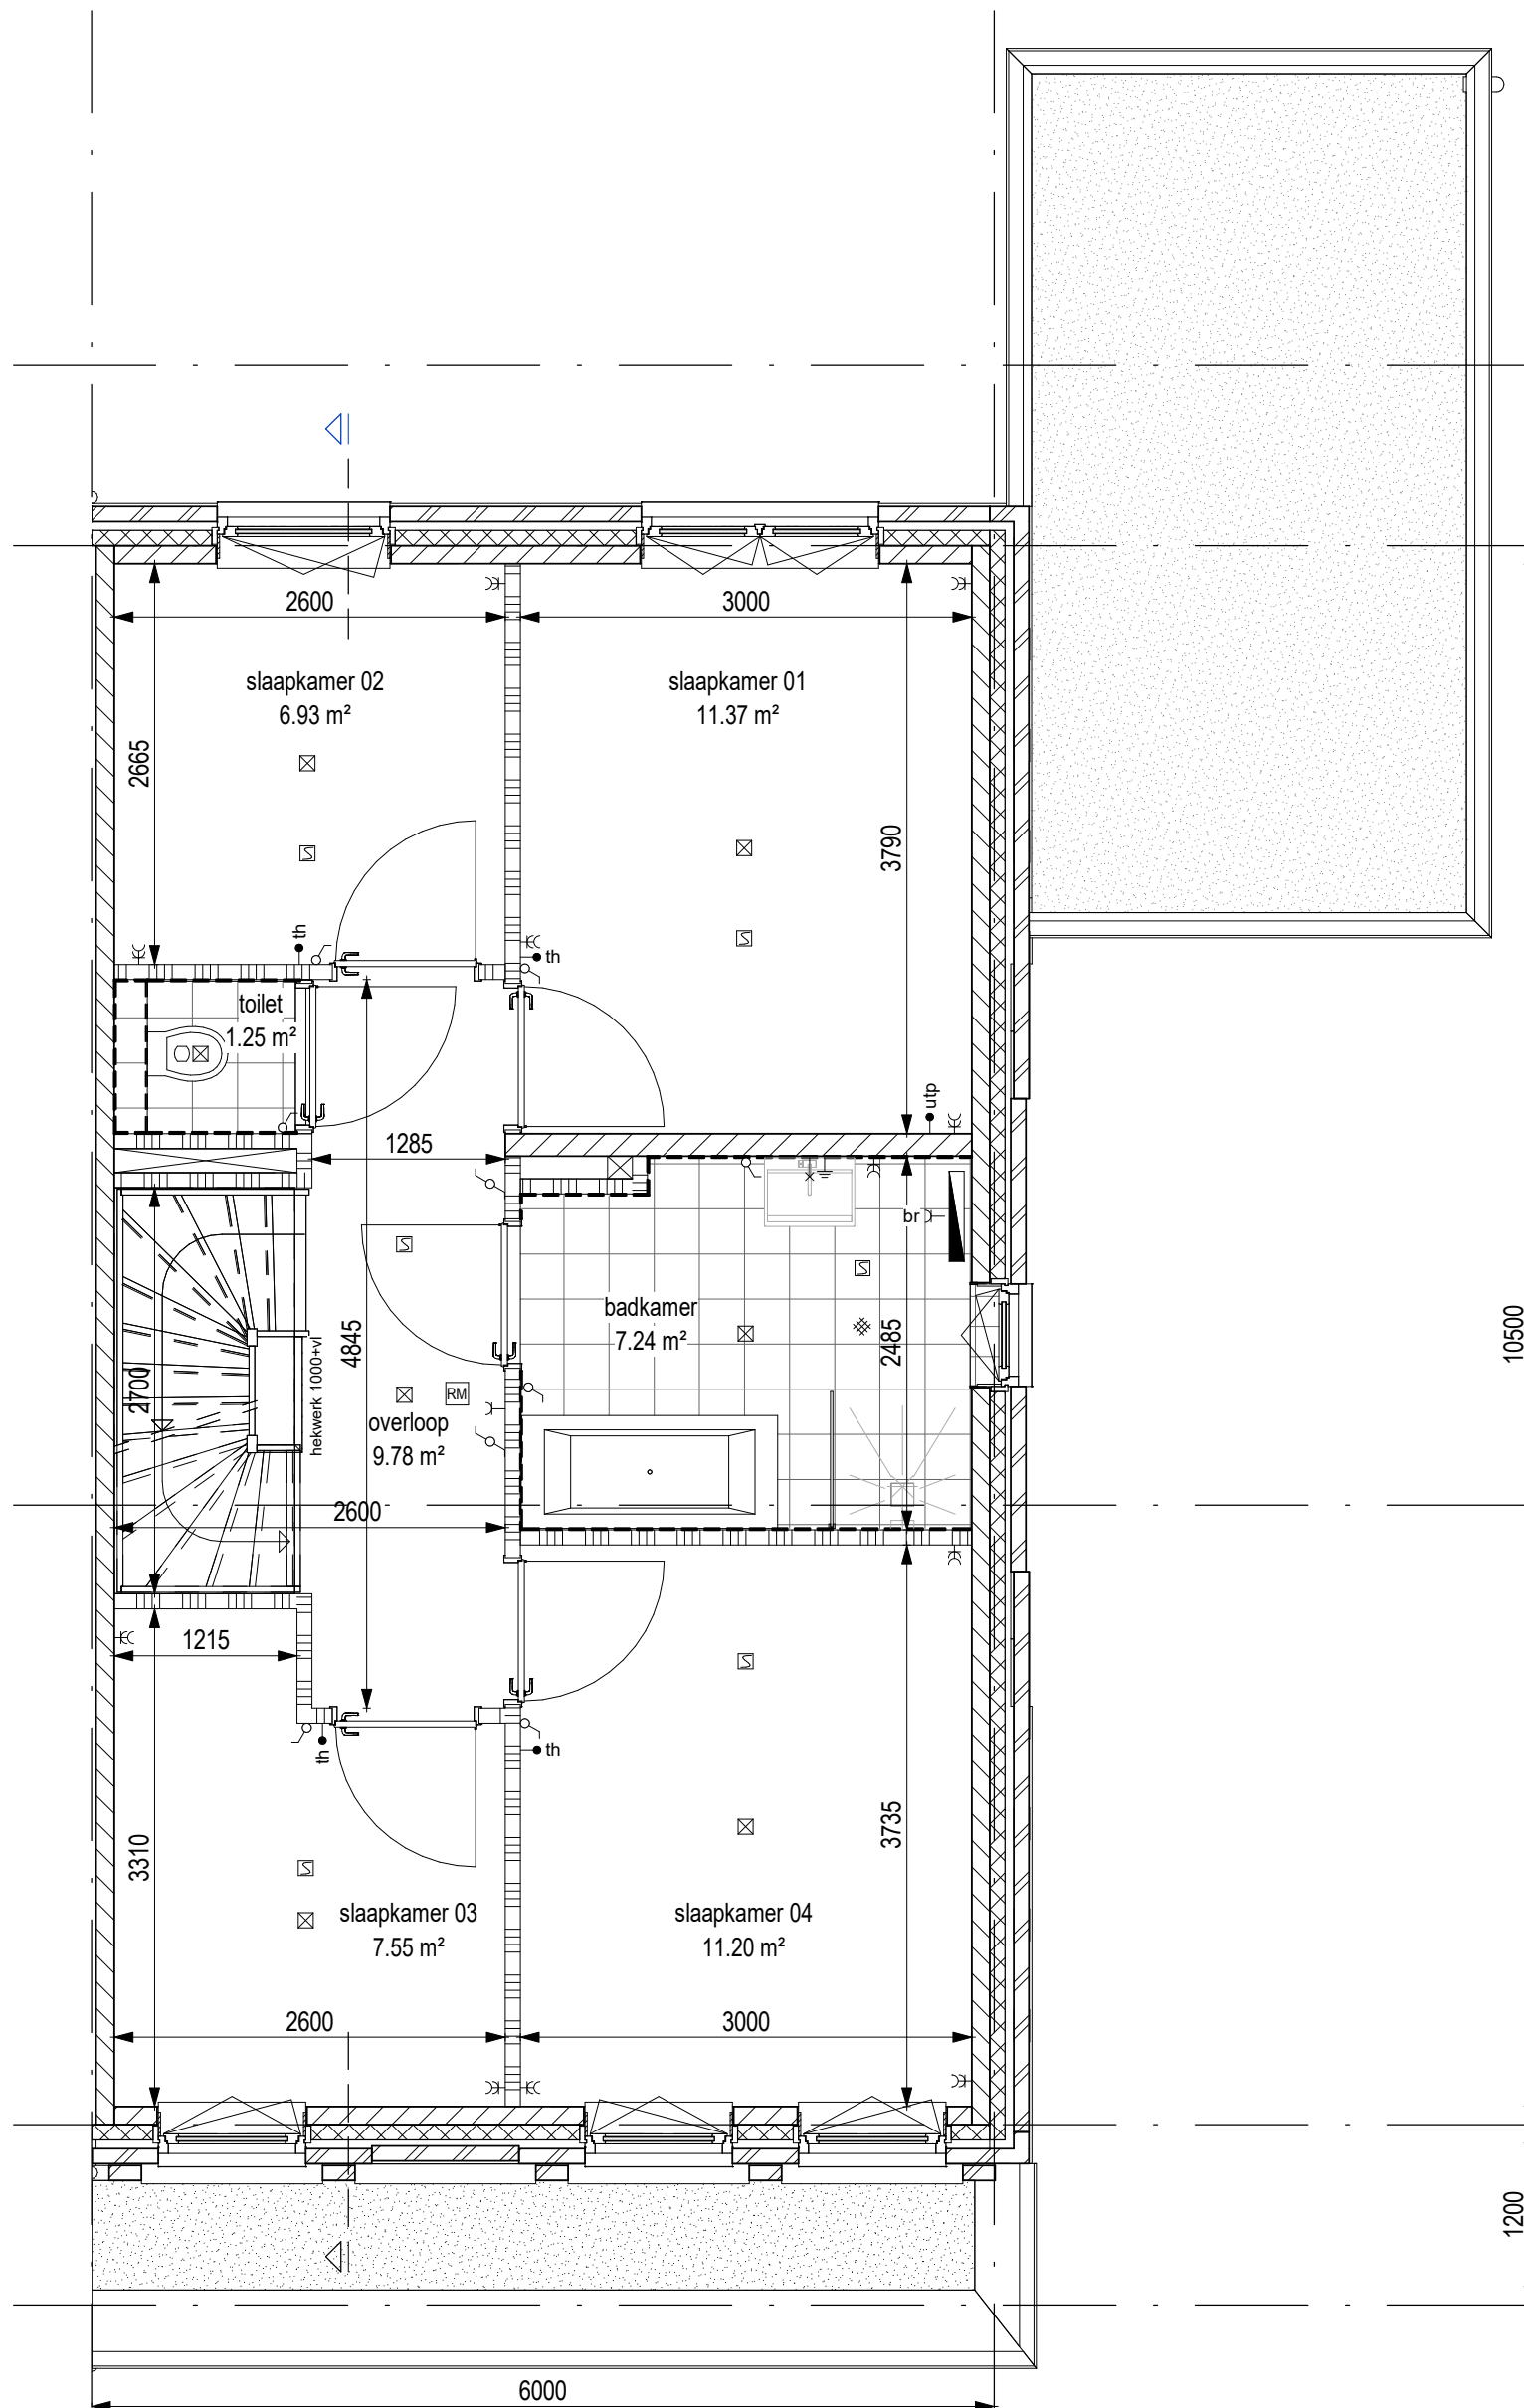 2600
3000
slaapkamer 02
6.93 m²
slaapkamer 01
11.37 m²
2665
3790
th
th
toilet
1.25 m²
utp
1285
br
badkamer
7.24 m²
2485
4845
10500
2700
hekwerk 1000+vl
RM
overloop
9.78 m²
2600
1215
th
th
3310
3735
slaapkamer 03
7.55 m²
slaapkamer 04
11.20 m²
2600
3000
1200
6000